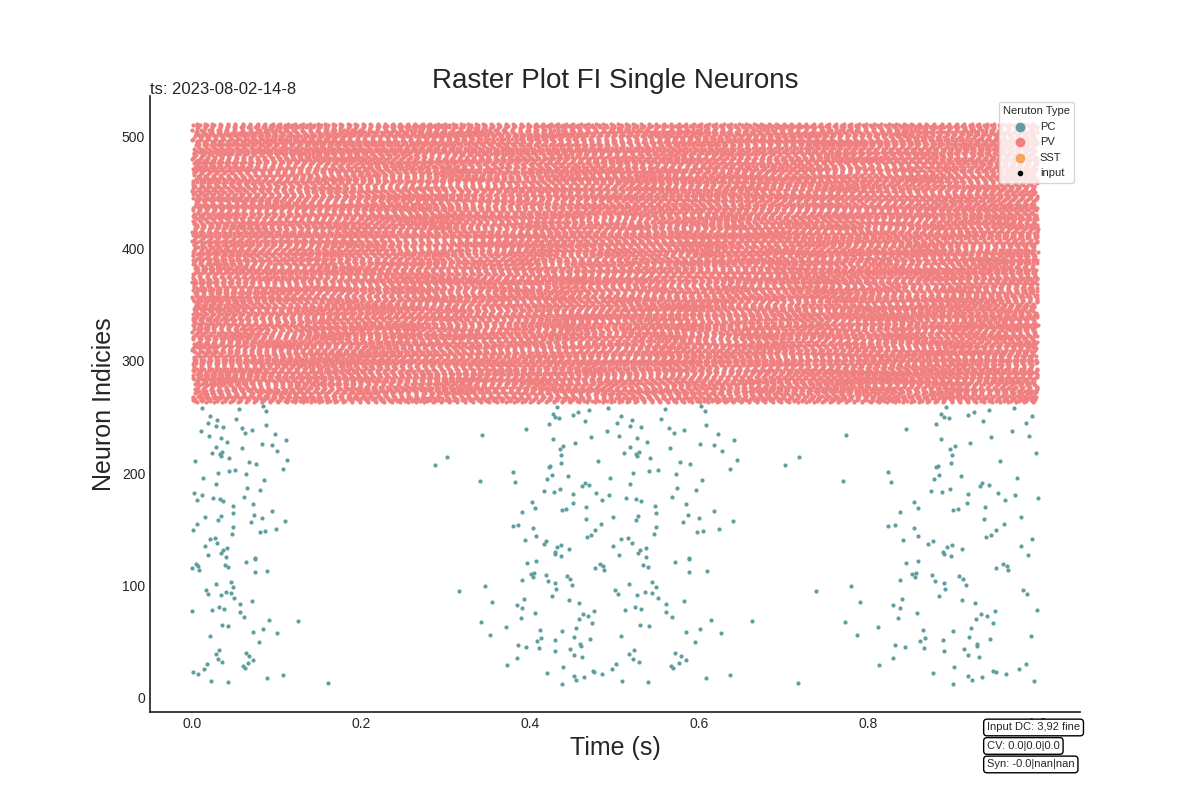 Raster Plot FI Single Neurons
ts: 2023-08-02-14-8
Neruton Type
PC
PV
SST
input
Neuron Indicies
500
400
300
200
100
0
0.0 0.2 0.4 0.6 0.8
Time (s)
Input DC: 3,92 fine
CV: 0.0|0.0|0.0
Syn: -0.0|nan|nan